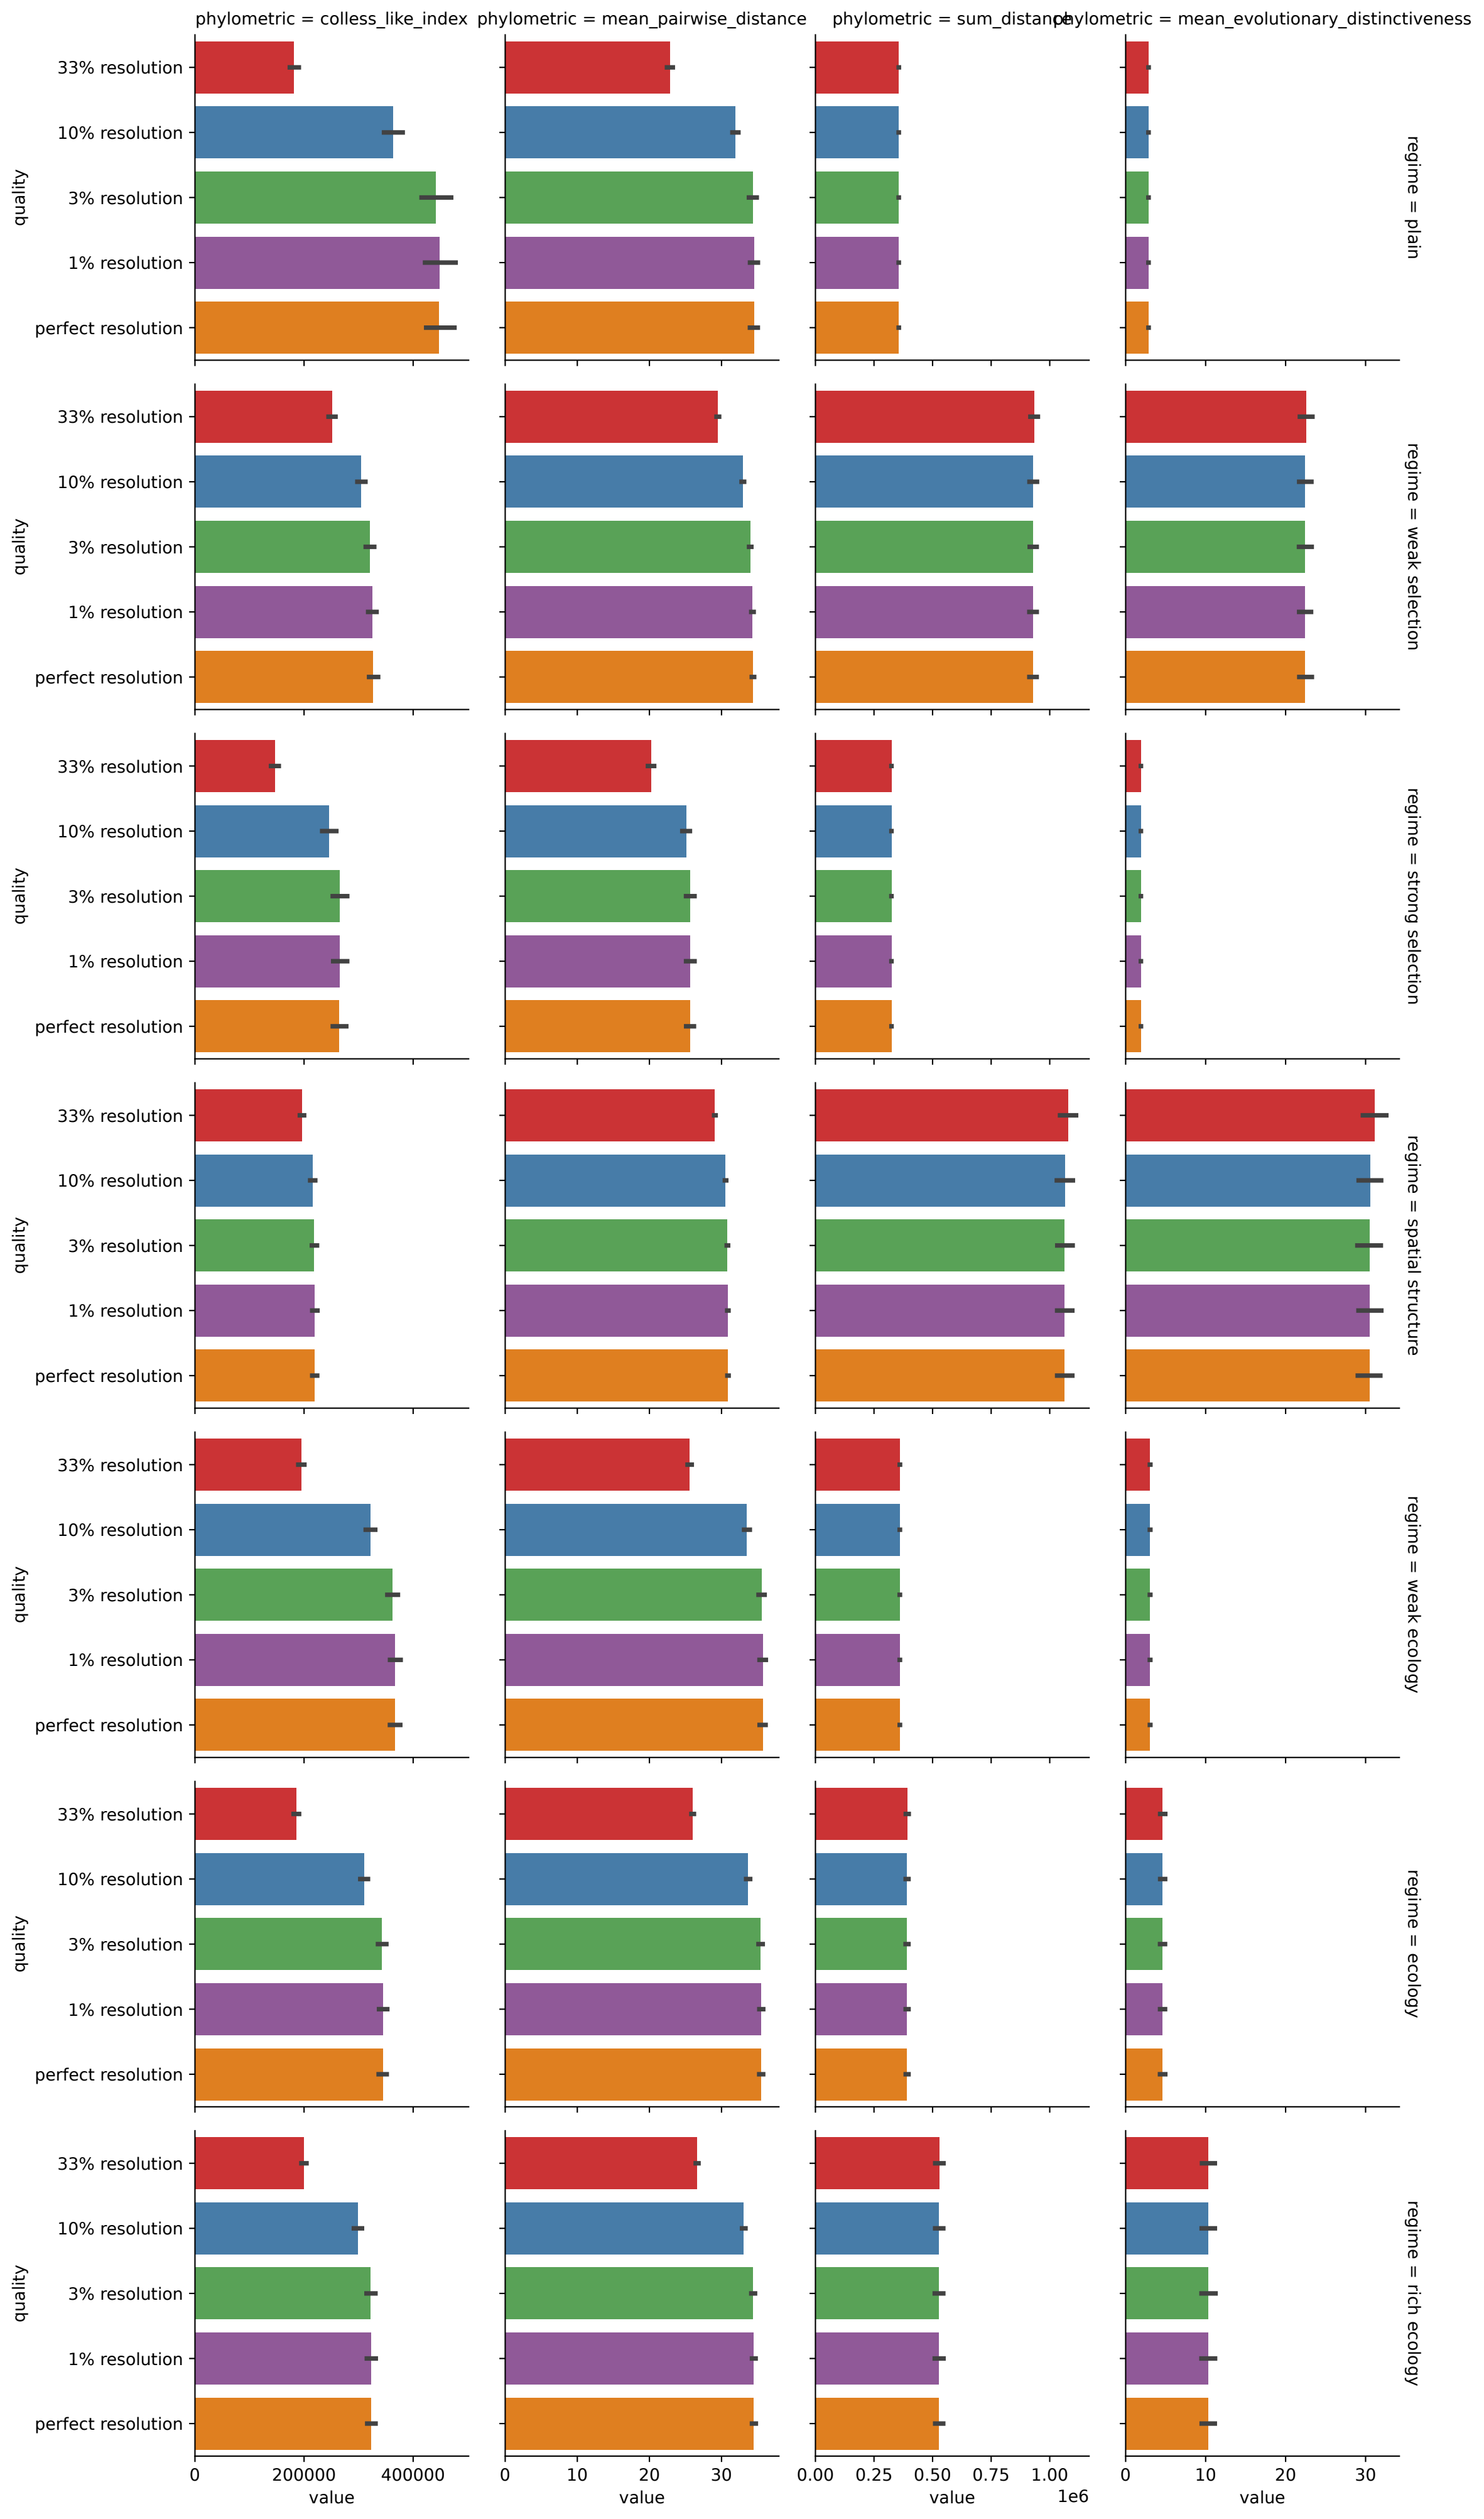 phylometric = colless_like_index
phylometric = mean_pairwise_distance
phylometric = sum_distance
phylometric = mean_evolutionary_distinctiveness
quality
33% resolution
10% resolution
3% resolution
1% resolution
perfect resolution
regime = plain
quality
33% resolution
10% resolution
3% resolution
1% resolution
perfect resolution
regime = weak selection
quality
33% resolution
10% resolution
3% resolution
1% resolution
perfect resolution
regime = strong selection
quality
33% resolution
10% resolution
3% resolution
1% resolution
perfect resolution
regime = spatial structure
quality
33% resolution
10% resolution
3% resolution
1% resolution
perfect resolution
regime = weak ecology
quality
33% resolution
10% resolution
3% resolution
1% resolution
perfect resolution
regime = ecology
quality
33% resolution
10% resolution
3% resolution
1% resolution
perfect resolution
regime = rich ecology
0 200000 400000
value
0 10 20 30
value
0.00 0.25 0.50 0.75 1.00
1e6
value
0 10 20 30
value